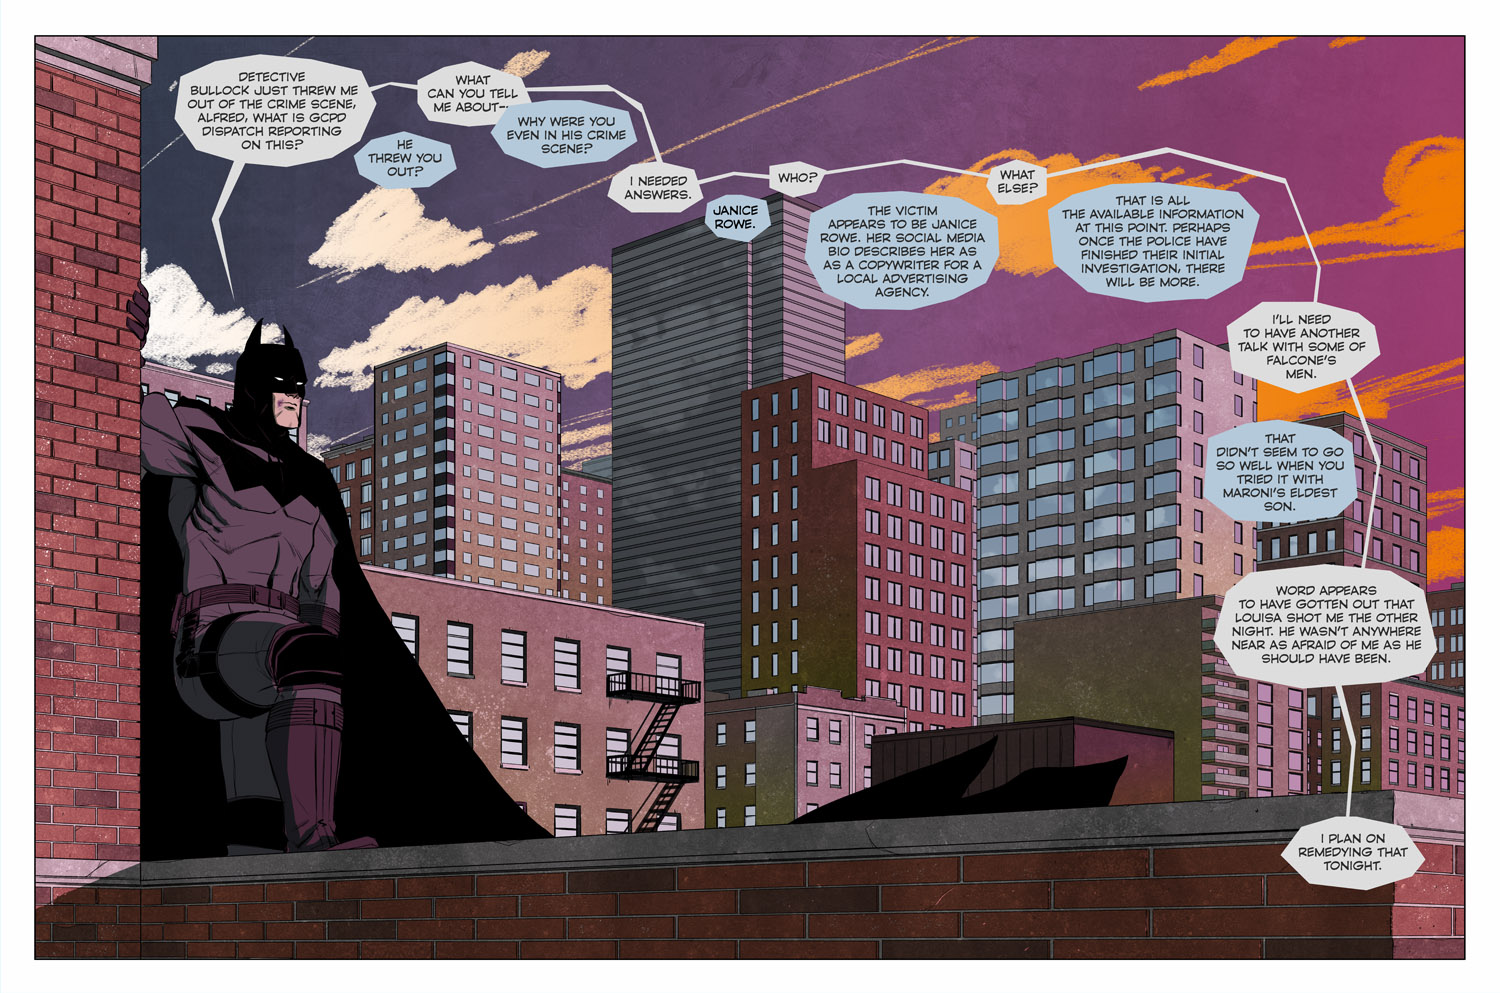 DETECTIVE
BULLOCK JUST THREW ME
OUT OF THE CRIME SCENE,
ALFRED, WHAT IS GCPD
DISPATCH REPORTING
ON THIS?
HE
THREW YOU
OUT?
WHAT
CAN YOU TELL
ME ABOUT--
WHY WERE YOU
EVEN IN HIS CRIME
SCENE?
I NEEDED
ANSWERS.
JANICE
ROWE.
WHO?
THE VICTIM
APPEARS TO BE JANICE
ROWE. HER SOCIAL MEDIA
BIO DESCRIBES HER AS
AS A COPYWRITER FOR A
LOCAL ADVERTISING
AGENCY.
WHAT
ELSE?
THAT IS ALL
THE AVAILABLE INFORMATION
AT THIS POINT. PERHAPS
ONCE THE POLICE HAVE
FINISHED THEIR INITIAL
INVESTIGATION, THERE
WILL BE MORE.
I'LL NEED
TO HAVE ANOTHER
TALK WITH SOME OF
FALCONE'S
MEN.
THAT
DIDN'T SEEM TO GO
SO WELL WHEN YOU
TRIED IT WITH
MARONI'S ELDEST
SON.
WORD APPEARS
TO HAVE GOTTEN OUT THAT
LOUISA SHOT ME THE OTHER
NIGHT. HE WASN'T ANYWHERE
NEAR AS AFRAID OF ME AS HE
SHOULD HAVE BEEN.
I PLAN ON
REMEDYING THAT
TONIGHT.